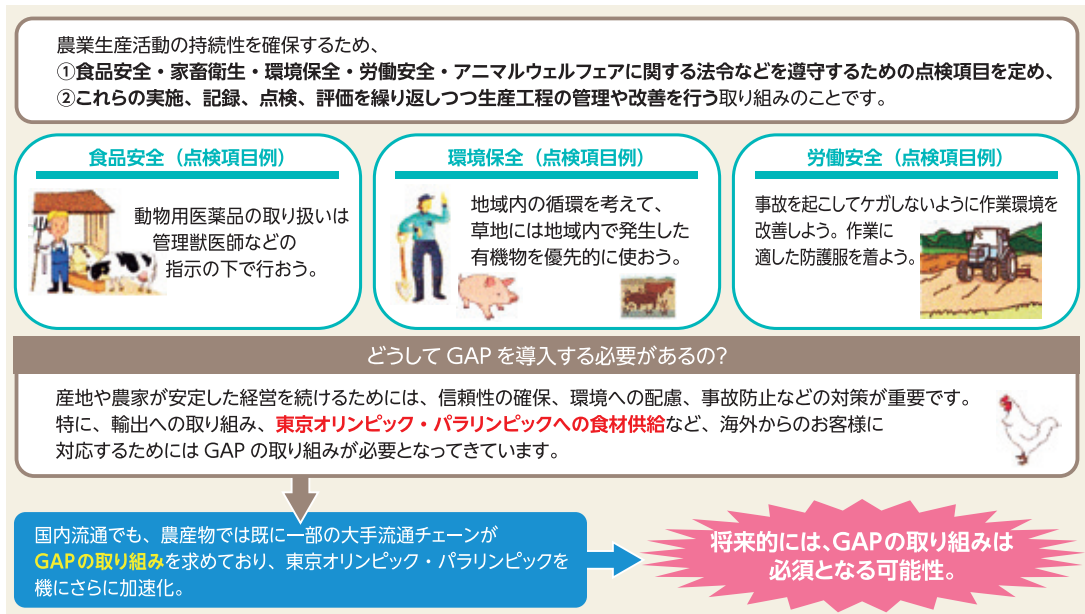 農業生産活動の持続性を確保するため、
①食品安全・家畜衛生・環境保全・労働安全・アニマルウェルフェアに関する法令などを遵守するための点検項目を定め、
②これらの実施、記録、点検、評価を繰り返しつつ生産工程の管理や改善を行う取り組みのことです。
食品安全（点検項目例）
動物用医薬品の取り扱いは
管理獣医師などの
指示の下で行おう。
環境保全（点検項目例）
地域内の循環を考えて、
草地には地域内で発生した
有機物を優先的に使おう。
労働安全（点検項目例）
事故を起こしてケガしないように作業環境を
改善しよう。作業に
適した防護服を着よう。
どうして GAP を導入する必要があるの？
産地や農家が安定した経営を続けるためには、信頼性の確保、環境への配慮、事故防止などの対策が重要です。
特に、輸出への取り組み、東京オリンピック・パラリンピックへの食材供給など、海外からのお客様に
対応するためには GAP の取り組みが必要となってきています。
国内流通でも、農産物では既に一部の大手流通チェーンが
GAPの取り組みを求めており、東京オリンピック・パラリンピックを
機にさらに加速化。
将来的には、GAPの取り組みは
必須となる可能性。